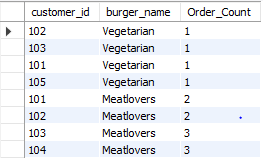 customer_id burger_name Order_Count
102 Vegetarian 1
103 Vegetarian 1
101 Vegetarian 1
105 Vegetarian 1
101 Meatlovers 2
102 Meatlovers 2
103 Meatlovers 3
104 Meatlovers 3